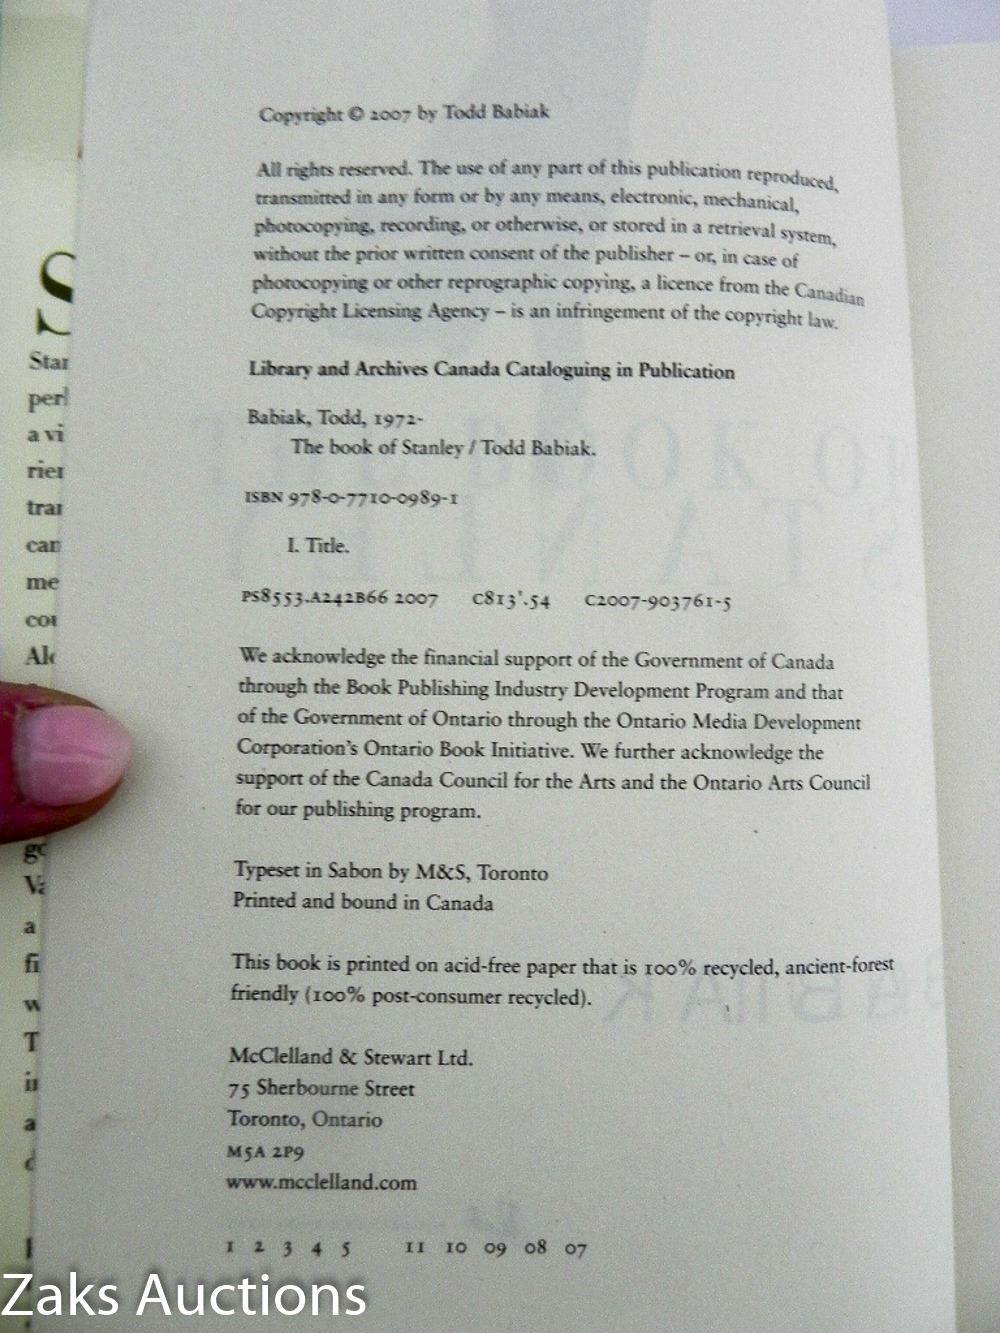 Copyright © 2007 by Todd Babiak
All rights reserved. The use of any part of this publication reproduced,
transmitted in any form or by any means, electronic, mechanical,
photocopying, recording, or otherwise, or stored in a retrieval system,
without the prior written consent of the publisher – or, in case of
photocopying or other reprographic copying, a licence from the Canadian
Copyright Licensing Agency – is an infringement of the copyright law.
Library and Archives Canada Cataloguing in Publication
Babiak, Todd, 1972-
The book of Stanley / Todd Babiak.
ISBN 978-0-7710-0989-1
I. Title.
PS8553.A242B66 2007 C813'.54 C2007-903761-5
We acknowledge the financial support of the Government of Canada
through the Book Publishing Industry Development Program and that
of the Government of Ontario through the Ontario Media Development
Corporation's Ontario Book Initiative. We further acknowledge the
support of the Canada Council for the Arts and the Ontario Arts Council
for our publishing program.
Typeset in Sabon by M&S, Toronto
Printed and bound in Canada
This book is printed on acid-free paper that is 100% recycled, ancient-forest
friendly (100% post-consumer recycled).
McClelland & Stewart Ltd.
75 Sherbourne Street
Toronto, Ontario
M5A 2P9
www.mcclelland.com
1 2 3 4 5 11 10 09 08 07
Zaks Auctions